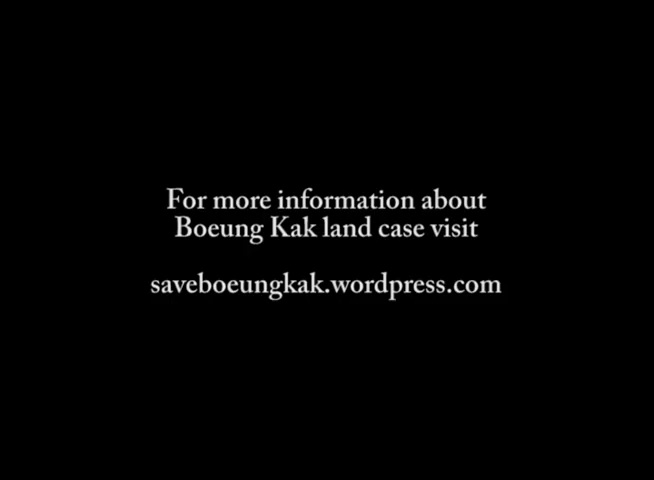 For more information about
Boeung Kak land case visit
saveboeungkak.wordpress.com